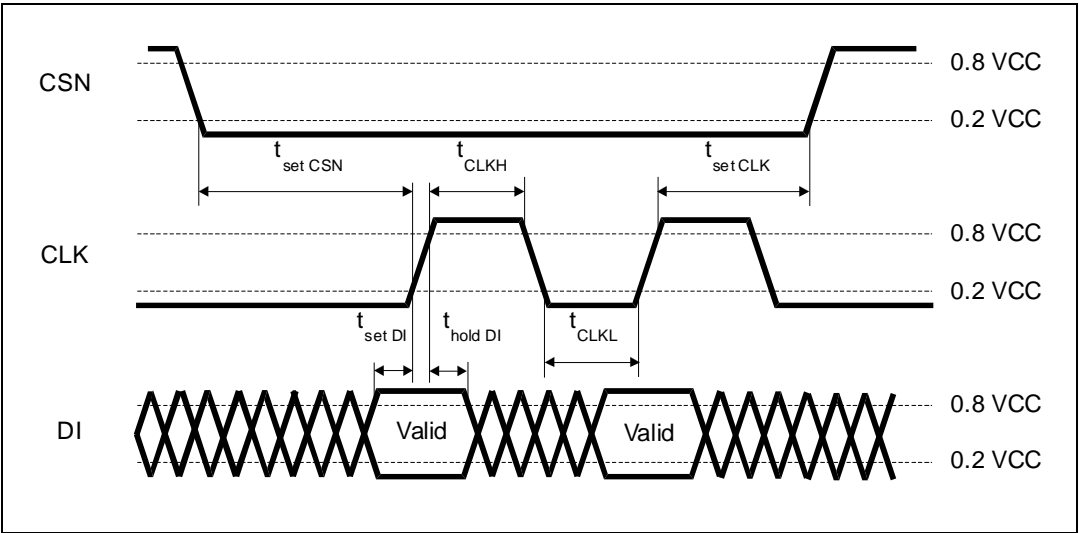 CSN
0.8 VCC
0.2 VCC
t set CSN
t CLKH
t set CLK
CLK
0.8 VCC
0.2 VCC
t set DI
t hold DI
t CLKL
DI
Valid
Valid
0.8 VCC
0.2 VCC